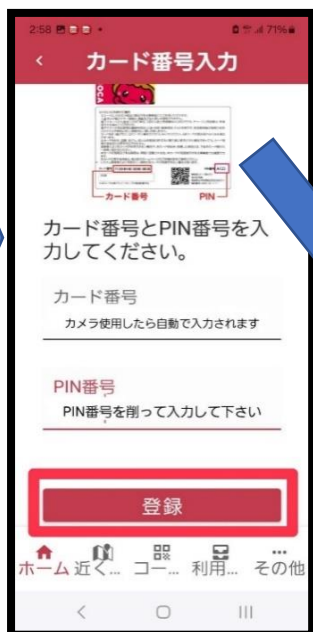 2:58
71%
カード番号入力
OCA
カード番号
PIN
カード番号とPIN番号を入
力してください。
カード番号
カメラ使用したら自動で入力されます
PIN番号
PIN番号を削って入力して下さい
登録
ホーム
近く...
コー...
利用...
その他